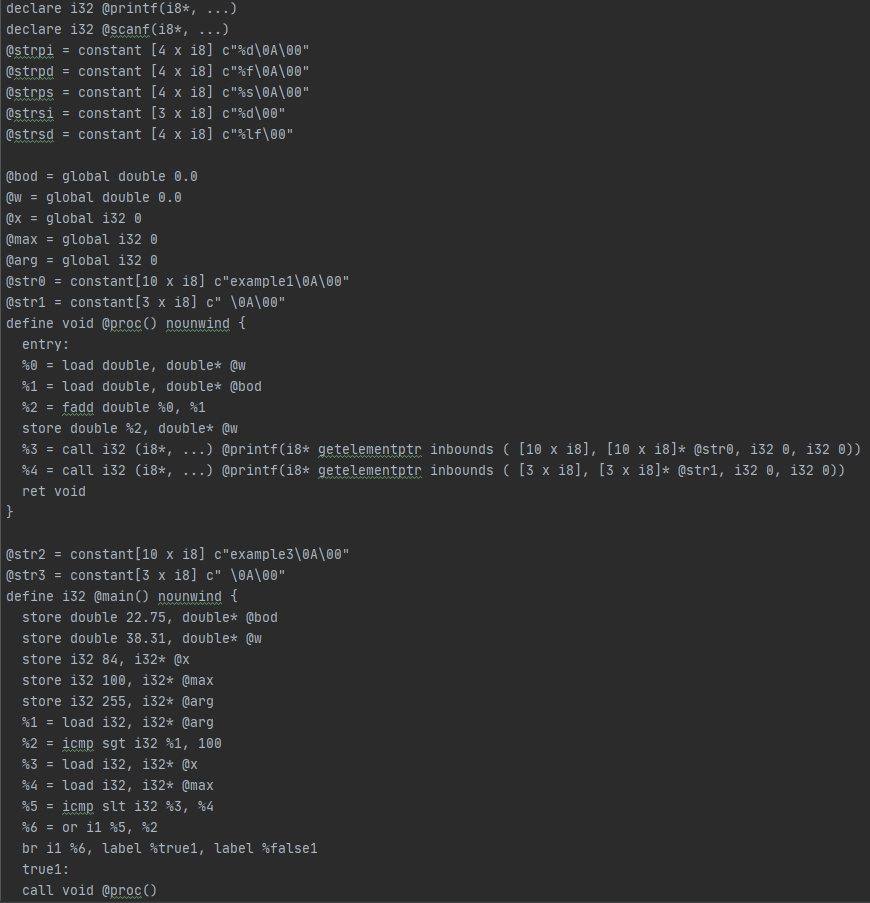 declare i32 @printf(i8*, ...)
declare i32 @scanf(i8*, ...)
@strpi = constant [4 x i8] c"%d\0A\00"
@strpd = constant [4 x i8] c"%f\0A\00"
@strps = constant [4 x i8] c"%s\0A\00"
@strsi = constant [3 x i8] c"%d\00"
@strsd = constant [4 x i8] c"%lf\00"

@bod = global double 0.0
@w = global double 0.0
@x = global i32 0
@max = global i32 0
@arg = global i32 0
@str0 = constant[10 x i8] c"example1\0A\00"
@str1 = constant[3 x i8] c" \0A\00"
define void @proc() nounwind {
  entry:
  %0 = load double, double* @w
  %1 = load double, double* @bod
  %2 = fadd double %0, %1
  store double %2, double* @w
  %3 = call i32 (i8*, ...) @printf(i8* getelementptr inbounds ( [10 x i8], [10 x i8]* @str0, i32 0, i32 0))
  %4 = call i32 (i8*, ...) @printf(i8* getelementptr inbounds ( [3 x i8], [3 x i8]* @str1, i32 0, i32 0))
  ret void
}

@str2 = constant[10 x i8] c"example3\0A\00"
@str3 = constant[3 x i8] c" \0A\00"
define i32 @main() nounwind {
  store double 22.75, double* @bod
  store double 38.31, double* @w
  store i32 84, i32* @x
  store i32 100, i32* @max
  store i32 255, i32* @arg
  %1 = load i32, i32* @arg
  %2 = icmp sgt i32 %1, 100
  %3 = load i32, i32* @x
  %4 = load i32, i32* @max
  %5 = icmp slt i32 %3, %4
  %6 = or i1 %5, %2
  br i1 %6, label %true1, label %false1
  true1:
  call void @proc()